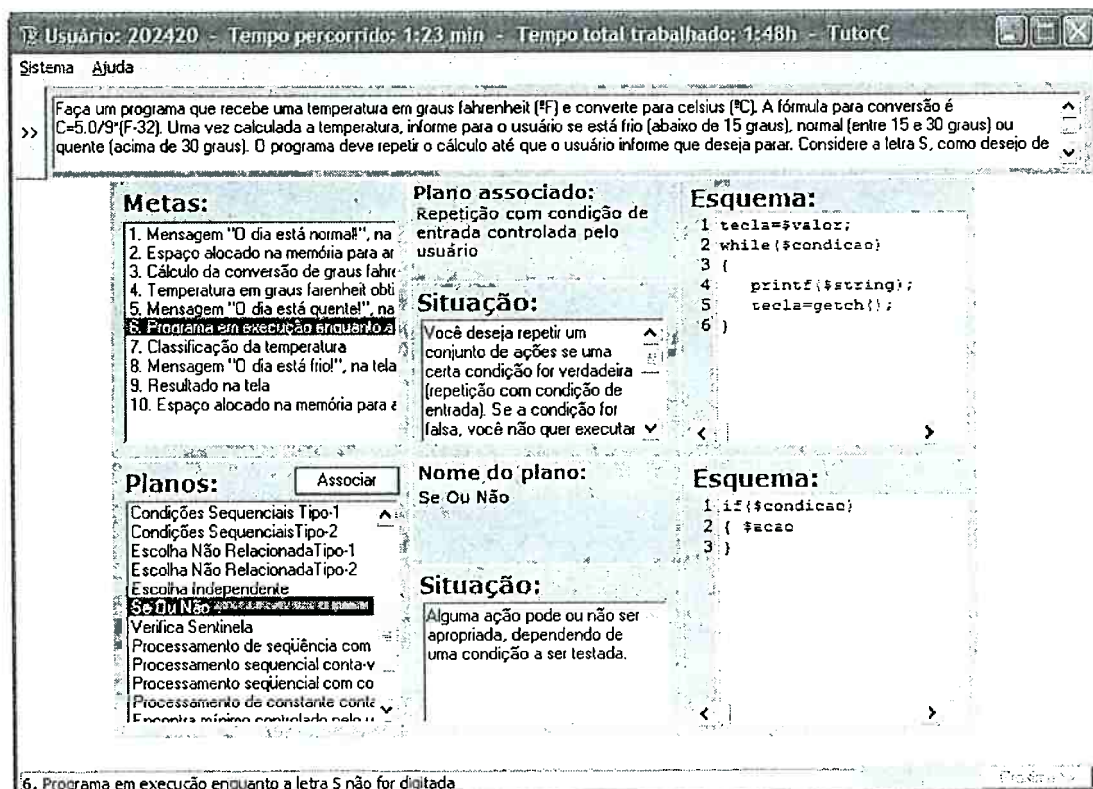 Usuário: 202420 - Tempo percorrido: 1:23 min - Tempo total trabalhado: 1:48h - TutorC
Sistema Ajuda
>>
Faça um programa que recebe uma temperatura em graus fahrenheit (ºF) e converte para celsius (ºC). A fórmula para conversão é
C=5.0/9*(F-32). Uma vez calculada a temperatura, informe para o usuário se está frio (abaixo de 15 graus), normal (entre 15 e 30 graus) ou
quente (acima de 30 graus). O programa deve repetir o cálculo até que o usuário informe que deseja parar. Considere a letra S, como desejo de
Metas:
1. Mensagem "O dia está normal!", na
2. Espaço alocado na memória para ar
3. Cálculo da conversão de graus fahre
4. Temperatura em graus farenheit obti
5. Mensagem "O dia está quente!", na
6. Programa em execução enquanto a
7. Classificação da temperatura
8. Mensagem "O dia está frio!", na tela
9. Resultado na tela
10. Espaço alocado na memória para a
Plano associado:
Repetição com condição de
entrada controlada pelo
usuário
Situação:
Você deseja repetir um
conjunto de ações se uma
certa condição for verdadeira
(repetição com condição de
entrada). Se a condição for
falsa, você não quer executar
Esquema:
1 tecla=$valor;
2 while($condicao)
3 {
4 printf($string);
5 tecla=getch();
6 }
Planos:
Associar
Condições Sequenciais Tipo-1
Condições SequenciaisTipo-2
Escolha Não RelacionadaTipo-1
Escolha Não RelacionadaTipo-2
Escolha Independente
Se Ou Não
Verifica Sentinela
Processamento de seqüência com
Processamento sequencial conta-v
Processamento seqüencial com co
Processamento de constante conta
Encontra mínimo controlado pelo u
Nome do plano:
Se Ou Não
Situação:
Alguma ação pode ou não ser
apropriada, dependendo de
uma condição a ser testada.
Esquema:
1 if($condicao)
2 { $acao
3 }
6. Programa em execução enquanto a letra S não for digitada